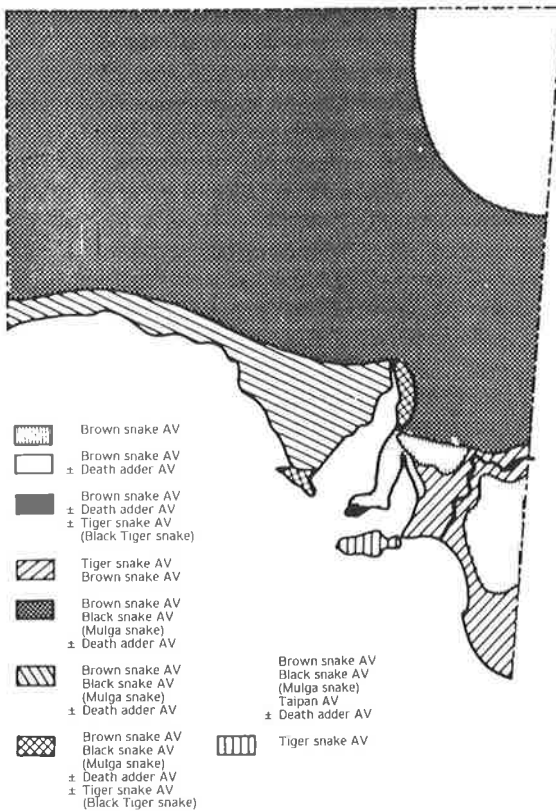 Brown snake AV
Brown snake AV
± Death adder AV
Brown snake AV
± Death adder AV
± Tiger snake AV
(Black Tiger snake)
Tiger snake AV
Brown snake AV
Brown snake AV
Black snake AV
(Mulga snake)
± Death adder AV
Brown snake AV
Black snake AV
(Mulga snake)
± Death adder AV
Brown snake AV
Black snake AV
(Mulga snake)
± Death adder AV
± Tiger snake AV
(Black Tiger snake)
Brown snake AV
Black snake AV
(Mulga snake)
Taipan AV
± Death adder AV
Tiger snake AV